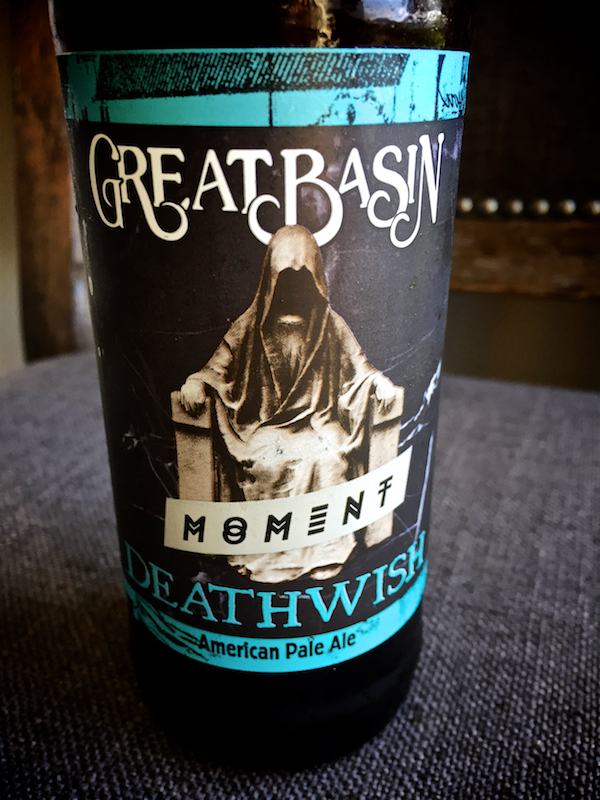 GREAT BASIN
MOMENT
DEATHWISH
American Pale Ale